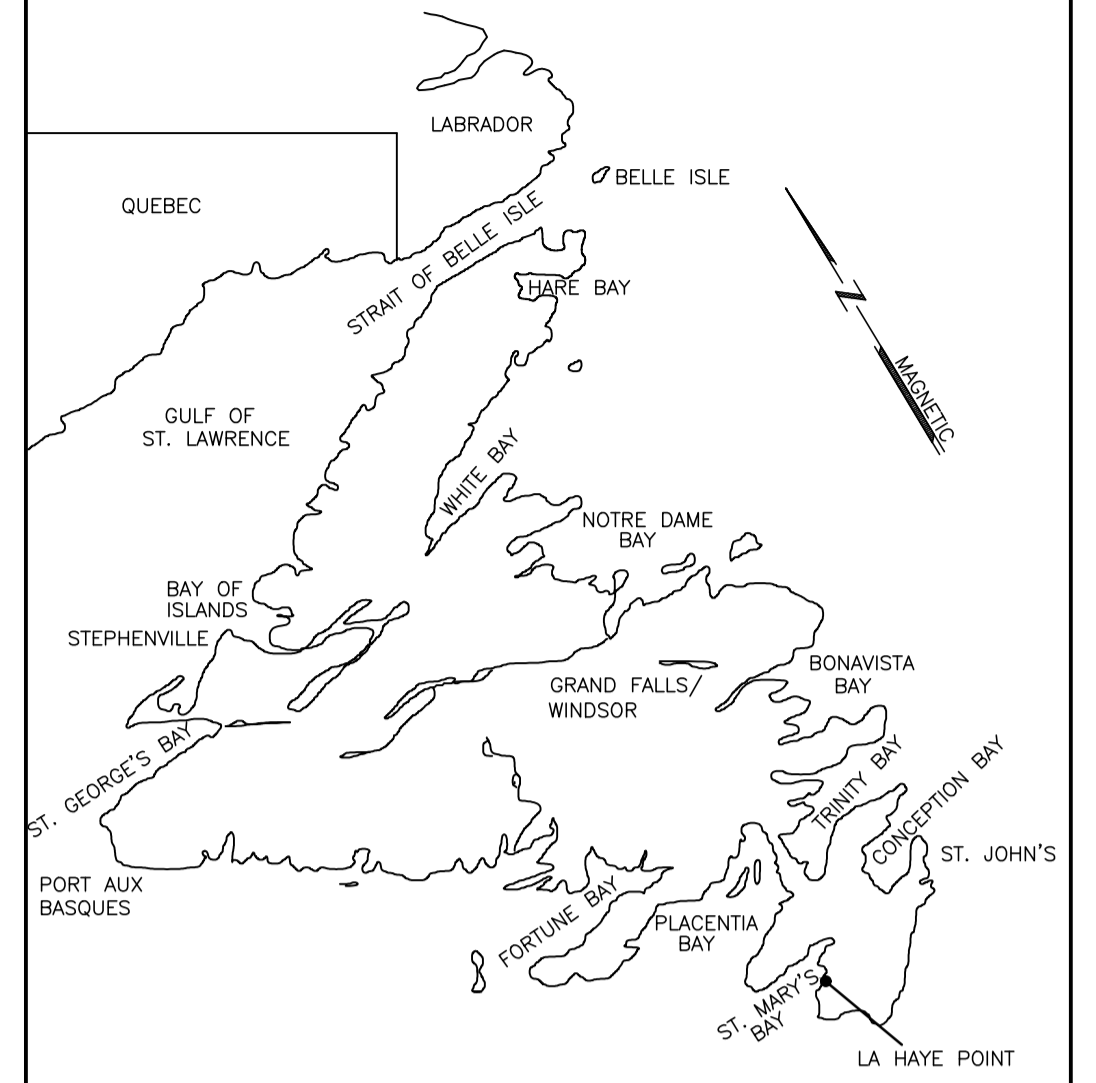 LABRADOR
BELLE ISLE
QUEBEC
STRAIT OF BELLE ISLE
HARE BAY
N
MAGNETIC
GULF OF
ST. LAWRENCE
WHITE BAY
NOTRE DAME
BAY
BAY OF
ISLANDS
STEPHENVILLE
BONAVISTA
BAY
GRAND FALLS/
WINDSOR
ST. GEORGE'S BAY
TRINITY BAY
CONCEPTION BAY
ST. JOHN'S
PORT AUX
BASQUES
FORTUNE BAY
PLACENTIA
BAY
ST. MARY'S
BAY
LA HAYE POINT